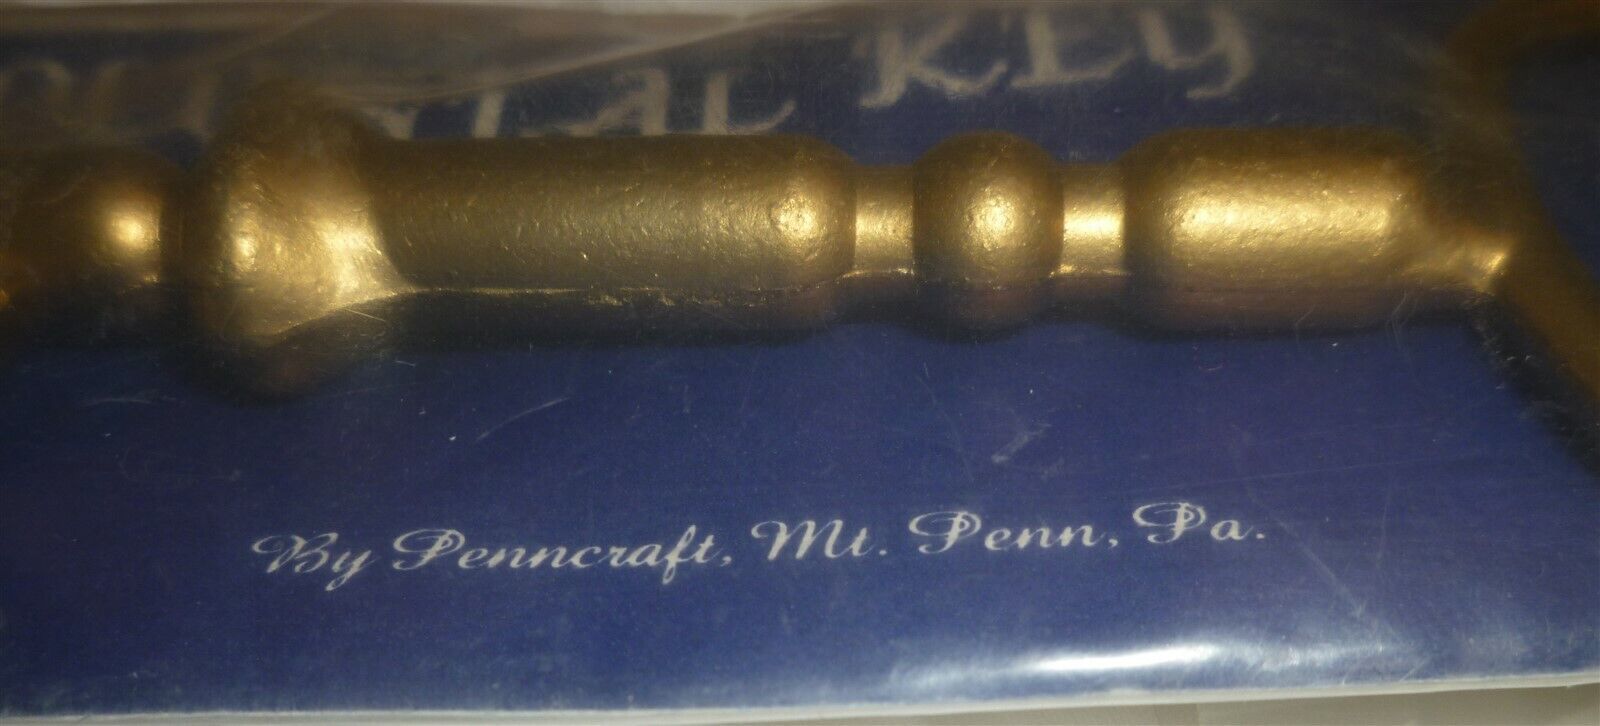 Key
By Penncraft, Mt. Penn, Pa.